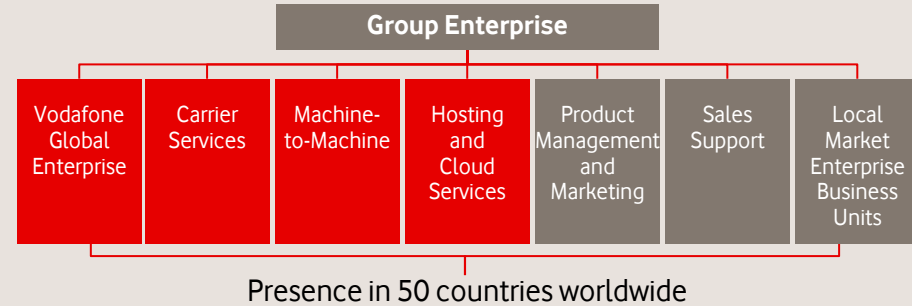 Group Enterprise
Vodafone
Global
Enterprise
Carrier
Services
Machine-
to-Machine
Hosting
and
Cloud
Services
Product
Management
and
Marketing
Sales
Support
Local
Market
Enterprise
Business
Units
Presence in 50 countries worldwide